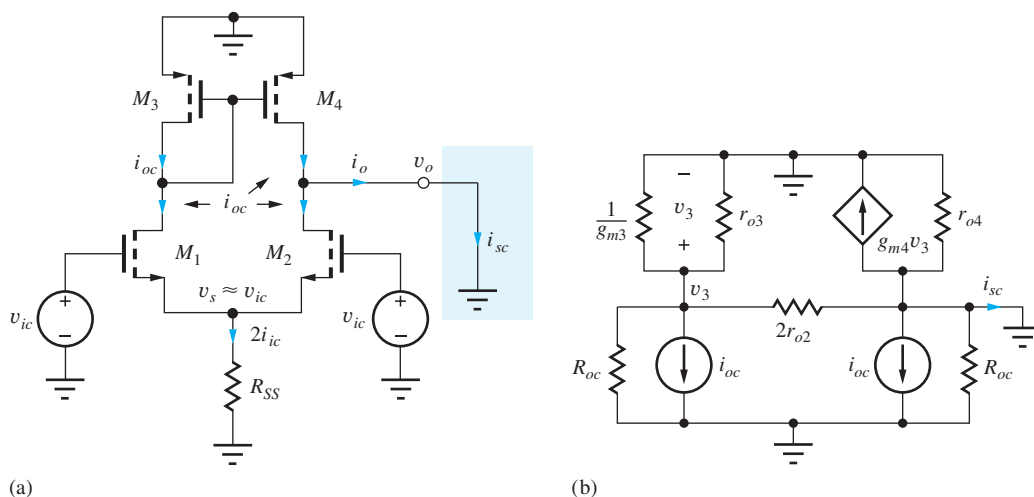 M3
M4
ioc
io
vo
ioc
isc
M1
M2
vs ≈ vic
+
−
vic
vic
+
−
2iic
RSS
(a)
1/gm3
−
v3
+
ro3
gm4v3
ro4
v3
2ro2
isc
Roc
ioc
ioc
Roc
(b)